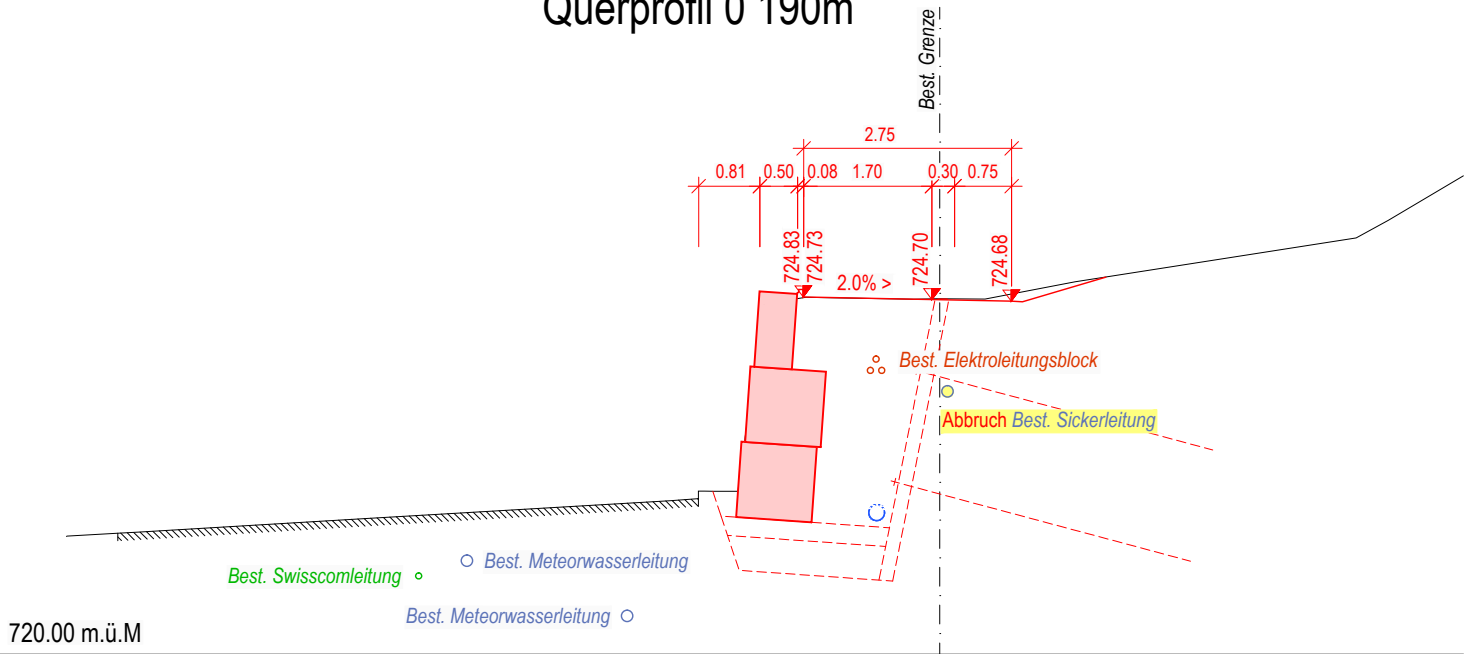 Querprofil 0 190m
Best. Grenze
2.75
0.81 0.50 0.08 1.70 0.30 0.75
724.83
724.73
724.70
724.68
2.0% >
Best. Elektroleitungsblock
Abbruch Best. Sickerleitung
Best. Meteorwasserleitung
Best. Swisscomleitung
Best. Meteorwasserleitung
720.00 m.ü.M